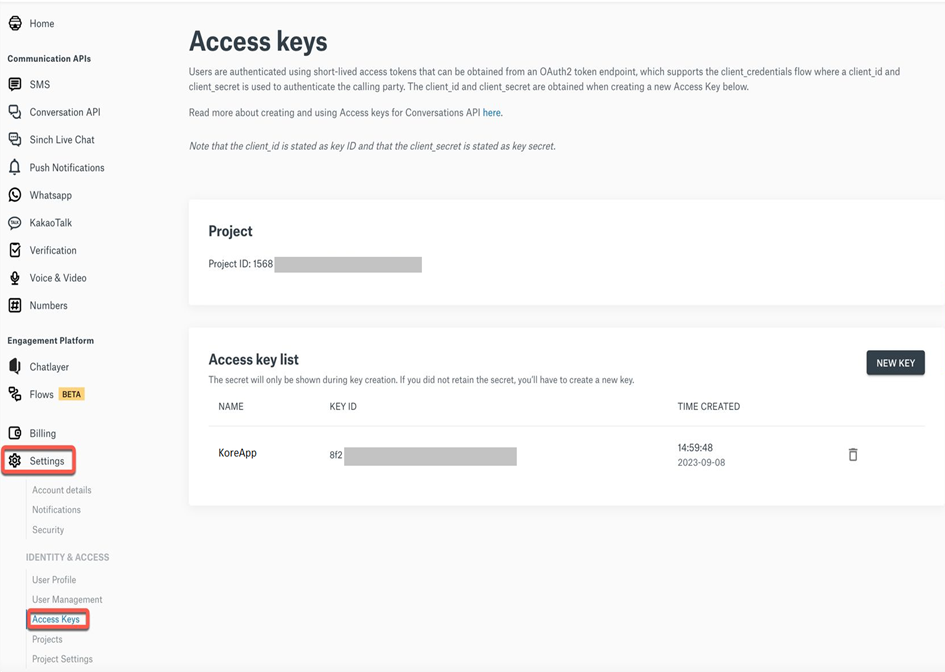 Home
Communication APIs
SMS
Conversation API
Sinch Live Chat
Push Notifications
Whatsapp
KakaoTalk
Verification
Voice & Video
Numbers
Engagement Platform
Chatlayer
Flows BETA
Billing
Settings
Account details
Notifications
Security
IDENTITY & ACCESS
User Profile
User Management
Access Keys
Projects
Project Settings
Access keys
Users are authenticated using short-lived access tokens that can be obtained from an OAuth2 token endpoint, which supports the client_credentials flow where a client_id and
client_secret is used to authenticate the calling party. The client_id and client_secret are obtained when creating a new Access Key below.
Read more about creating and using Access keys for Conversations API here.
Note that the client_id is stated as key ID and that the client_secret is stated as key secret.
Project
Project ID: 1568
Access key list
NEW KEY
The secret will only be shown during key creation. If you did not retain the secret, you'll have to create a new key.
NAME KEY ID TIME CREATED
KoreApp 8f2 14:59:48
2023-09-08